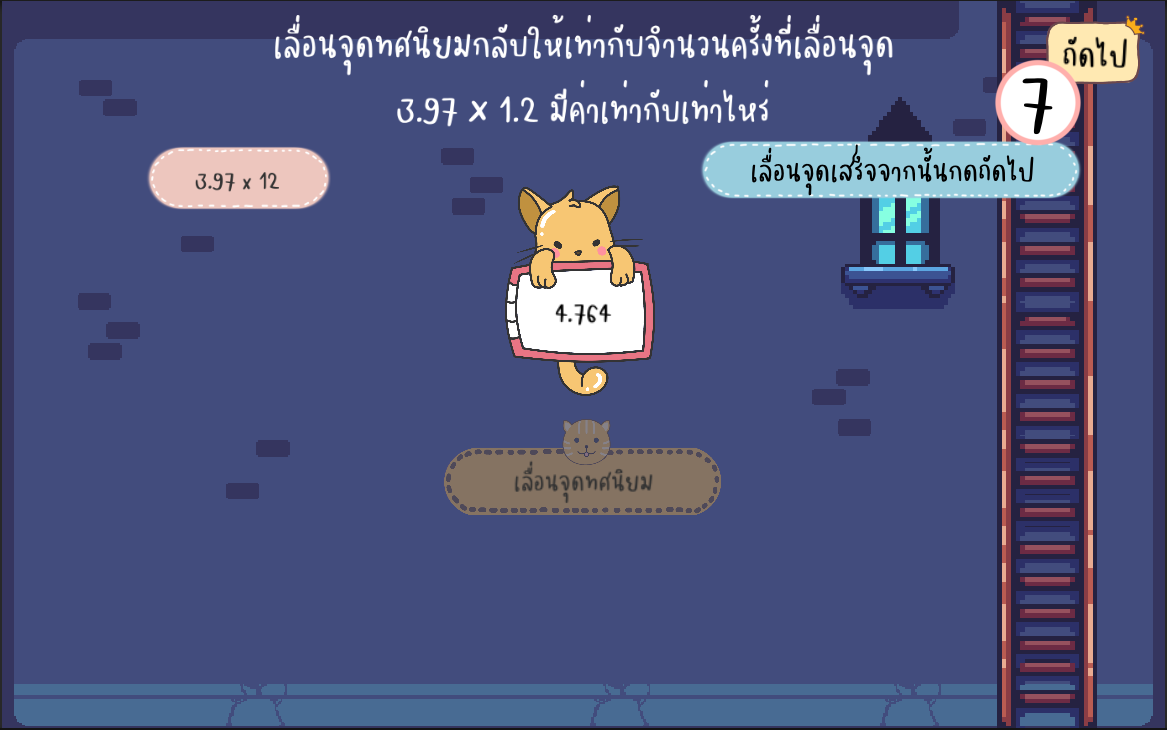 เลื่อนจุดทศนิยมกลับให้เท่ากับจำนวนครั้งที่เลื่อนจุด
ถัดไป
3.97 x 1.2 มีค่าเท่ากับเท่าไหร่
7
3.97 x 12
เลื่อนจุดเสร็จจากนั้นกดถัดไป
4.764
เลื่อนจุดทศนิยม